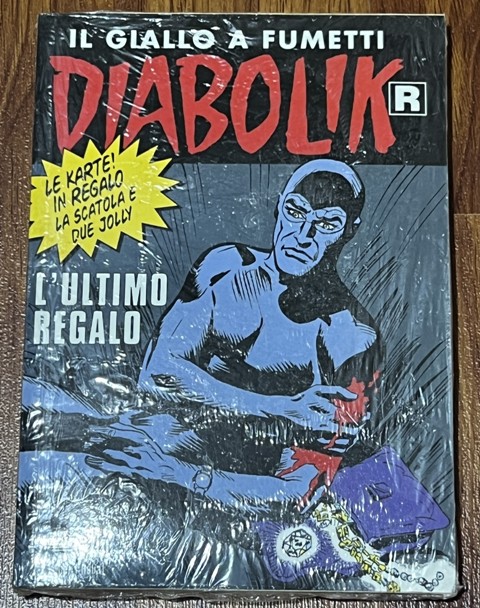 IL GIALLO A FUMETTI
DIABOLIK
R
LE KARTE!
IN REGALO
LA SCATOLA E
DUE JOLLY
L'ULTIMO
REGALO